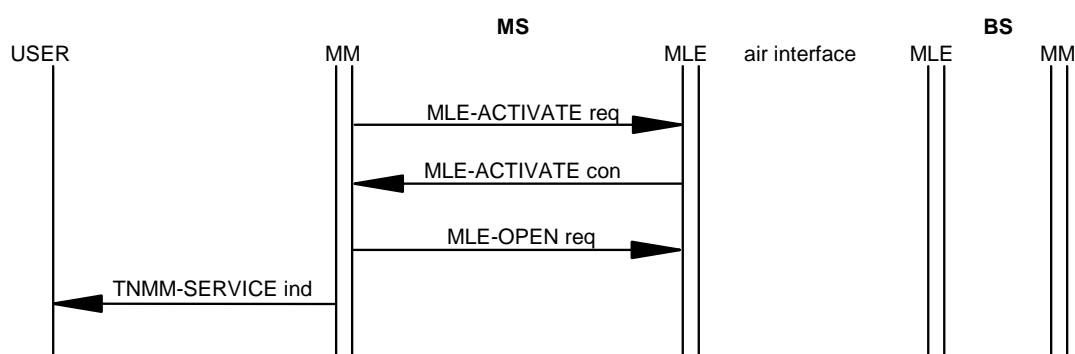 MS BS
USER MM MLE air interface MLE MM
MLE-ACTIVATE req
MLE-ACTIVATE con
MLE-OPEN req
TNMM-SERVICE ind